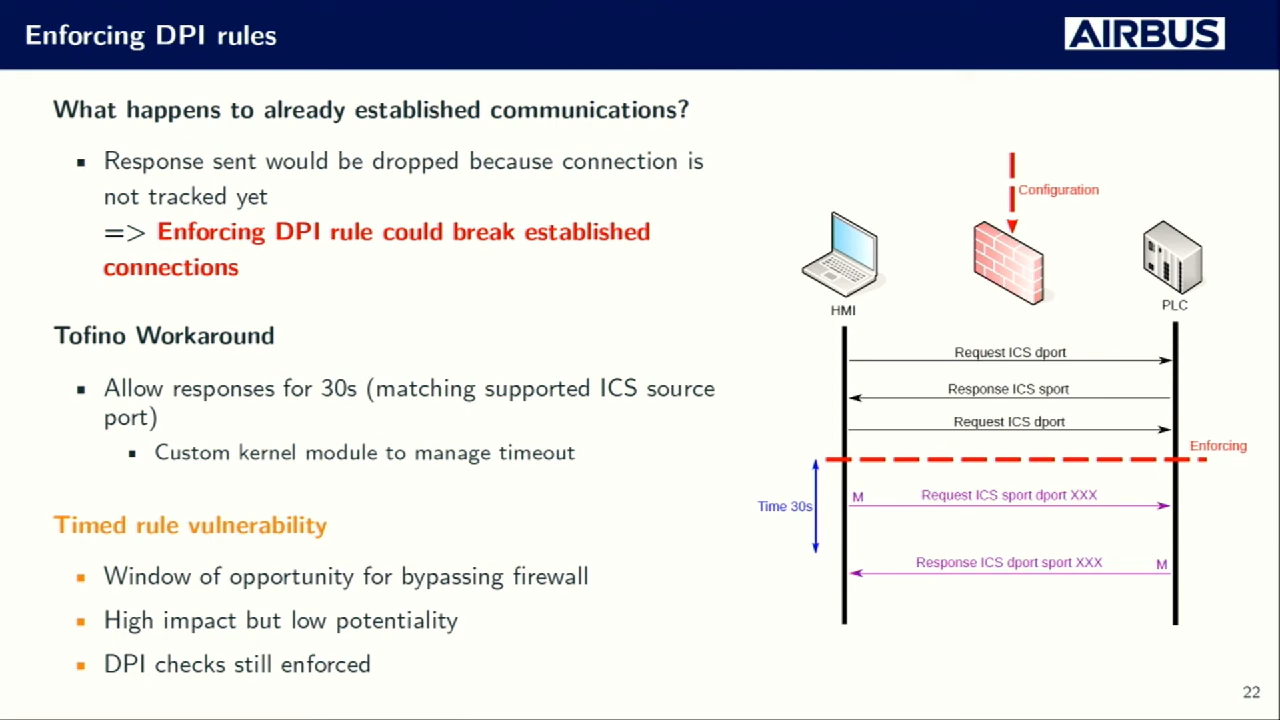 Enforcing DPI rules
AIRBUS
What happens to already established communications?
▪ Response sent would be dropped because connection is
not tracked yet
=> Enforcing DPI rule could break established
connections
Tofino Workaround
▪ Allow responses for 30s (matching supported ICS source
port)
▪ Custom kernel module to manage timeout
Timed rule vulnerability
▪ Window of opportunity for bypassing firewall
▪ High impact but low potentiality
▪ DPI checks still enforced
Configuration
HMI
PLC
Request ICS dport
Response ICS sport
Request ICS dport
Enforcing
Time 30s
M Request ICS sport dport XXX
Response ICS dport sport XXX M
22